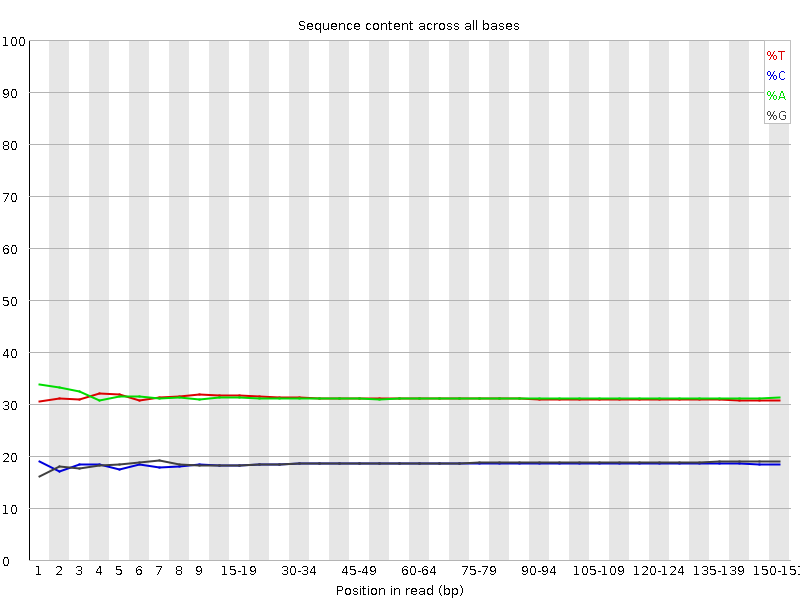 Sequence content across all bases
100
90
80
70
60
50
40
30
20
10
0
%T
%C
%A
%G
1 2 3 4 5 6 7 8 9 15-19 30-34 45-49 60-64 75-79 90-94 105-109 120-124 135-139 150-151
Position in read (bp)